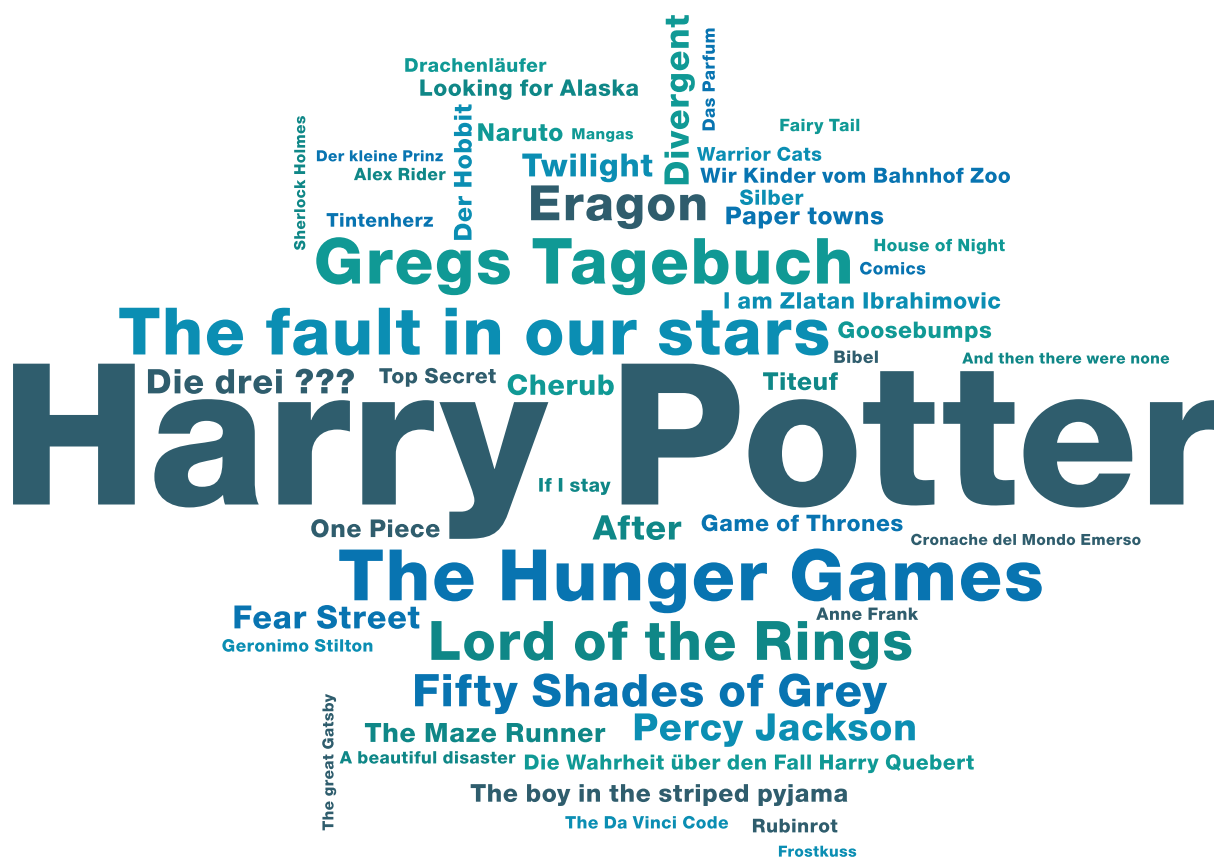 Divergent
Das Parfum
Drachenläufer
Looking for Alaska
Der Hobbit
Sherlock Holmes
Naruto
Mangas
Fairy Tail
Der kleine Prinz
Twilight
Warrior Cats
Alex Rider
Wir Kinder vom Bahnhof Zoo
Silber
Eragon
Paper towns
Tintenherz
House of Night
Gregs Tagebuch
Comics
I am Zlatan Ibrahimovic
The fault in our stars
Goosebumps
Bibel
And then there were none
Die drei ???
Top Secret
Cherub
Titeuf
Harry Potter
If I stay
One Piece
After
Game of Thrones
Cronache del Mondo Emerso
The Hunger Games
Anne Frank
Fear Street
Lord of the Rings
Geronimo Stilton
Fifty Shades of Grey
The great Gatsby
The Maze Runner
Percy Jackson
A beautiful disaster
Die Wahrheit über den Fall Harry Quebert
The boy in the striped pyjama
The Da Vinci Code
Rubinrot
Frostkuss